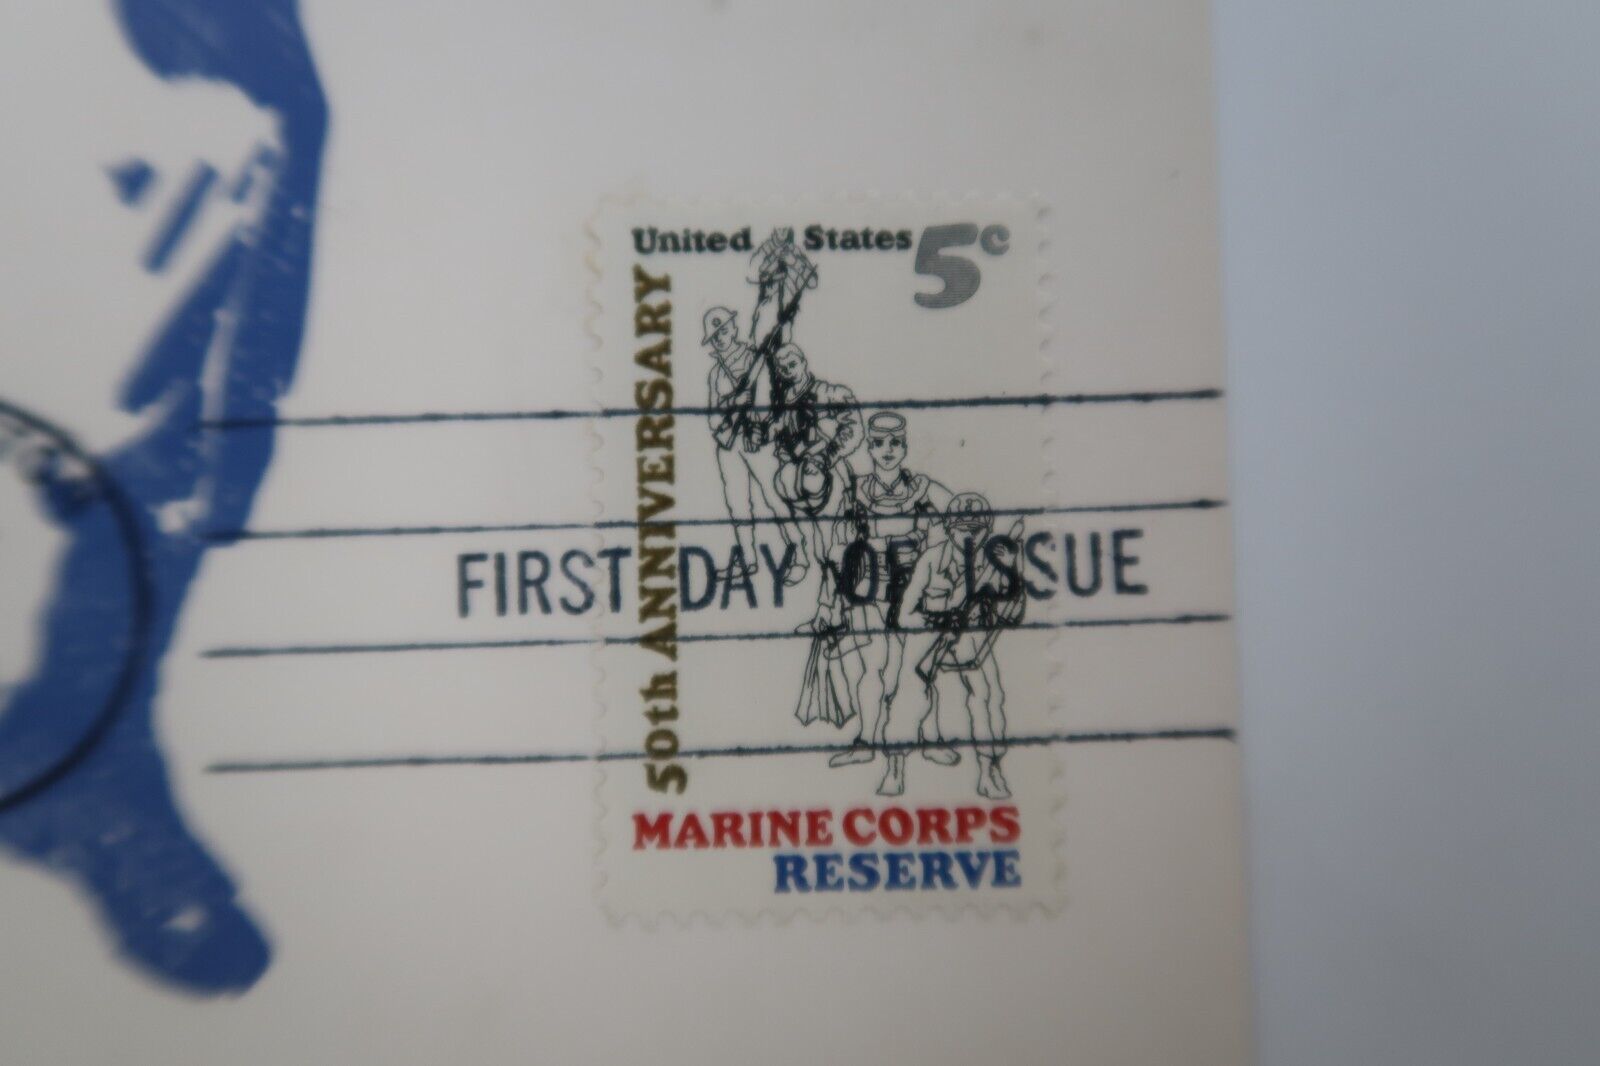 United States 5c
50th ANNIVERSARY
FIRST DAY OF ISSUE
MARINE CORPS
RESERVE